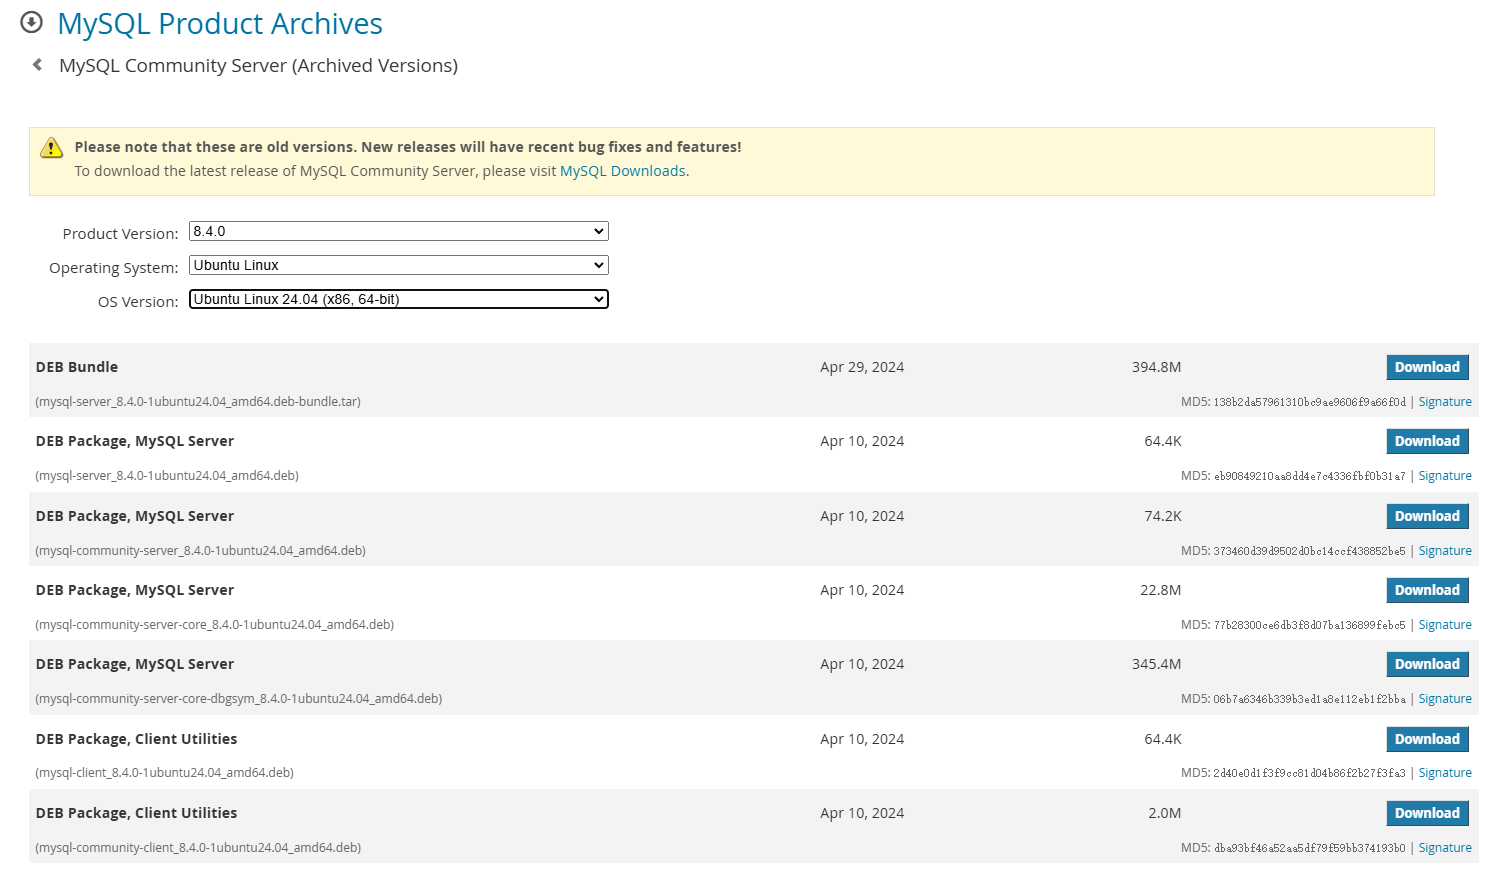 MySQL Product Archives
MySQL Community Server (Archived Versions)
Please note that these are old versions. New releases will have recent bug fixes and features!
To download the latest release of MySQL Community Server, please visit MySQL Downloads.
Product Version: 8.4.0
Operating System: Ubuntu Linux
OS Version: Ubuntu Linux 24.04 (x86, 64-bit)
DEB Bundle Apr 29, 2024 394.8M Download
(mysql-server_8.4.0-1ubuntu24.04_amd64.deb-bundle.tar) MD5: 138b2da57961310bc9ae9606f9a66f0d | Signature
DEB Package, MySQL Server Apr 10, 2024 64.4K Download
(mysql-server_8.4.0-1ubuntu24.04_amd64.deb) MD5: eb90849210aa8dd4e7c4336fbf0b31a7 | Signature
DEB Package, MySQL Server Apr 10, 2024 74.2K Download
(mysql-community-server_8.4.0-1ubuntu24.04_amd64.deb) MD5: 373460d39d9502d0bc14ccf438852be5 | Signature
DEB Package, MySQL Server Apr 10, 2024 22.8M Download
(mysql-community-server-core_8.4.0-1ubuntu24.04_amd64.deb) MD5: 77b28300ce6db3f8d07ba136899febc5 | Signature
DEB Package, MySQL Server Apr 10, 2024 345.4M Download
(mysql-community-server-core-dbgsym_8.4.0-1ubuntu24.04_amd64.deb) MD5: 06b7a6346b339b3ed1a8e112eb1f2bba | Signature
DEB Package, Client Utilities Apr 10, 2024 64.4K Download
(mysql-client_8.4.0-1ubuntu24.04_amd64.deb) MD5: 2d40e0d1f3f9cc81d04b86f2b27f3fa3 | Signature
DEB Package, Client Utilities Apr 10, 2024 2.0M Download
(mysql-community-client_8.4.0-1ubuntu24.04_amd64.deb) MD5: dba93bf46a52aa5df79f59bb374193b0 | Signature